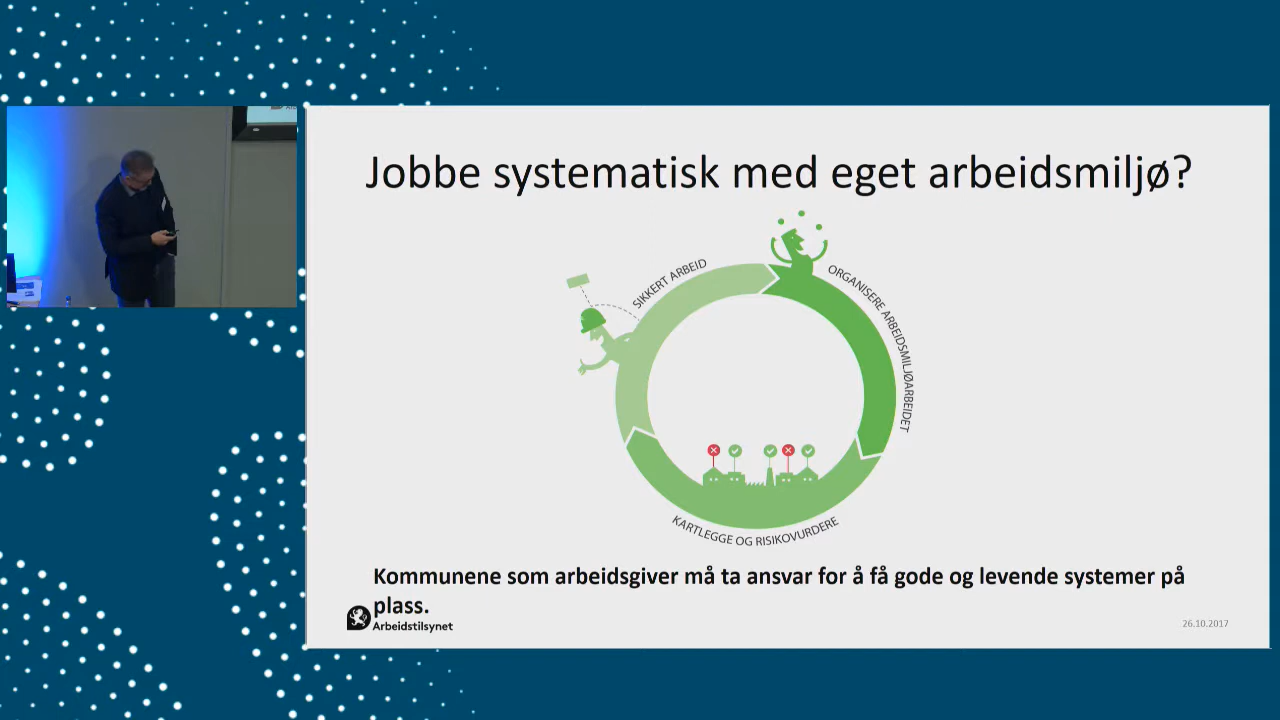 Jobbe systematisk med eget arbeidsmiljø?
SIKKERT ARBEID
ORGANISERE ARBEIDSMILJØARBEIDET
KARTLEGGE OG RISIKOVURDERE
Kommunene som arbeidsgiver må ta ansvar for å få gode og levende systemer på
plass.
Arbeidstilsynet
26.10.2017